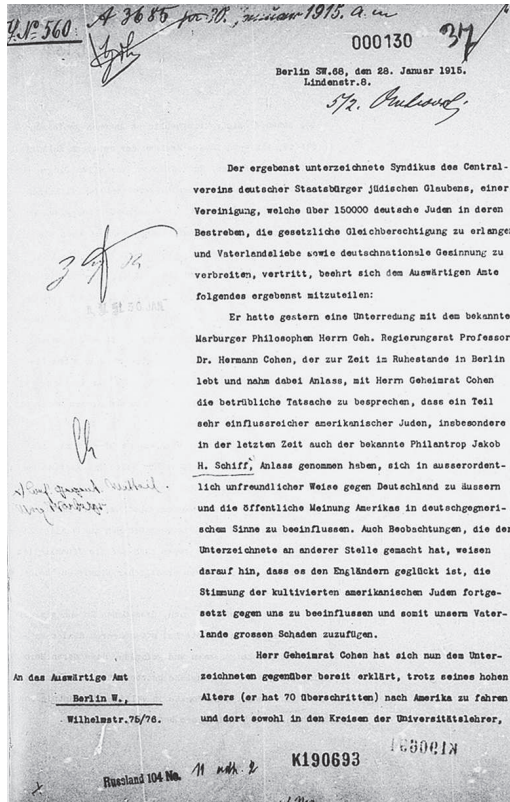 J.№ 560.
A 3685 pr 30. Januar 1915. a.m
000130
37
Berlin SW.68, den 28. Januar 1915.
Lindenstr.8.
5/2.
Der ergebenst unterzeichnete Syndikus des Central-
vereins deutscher Staatsbürger jüdischen Glaubens, einer
Vereinigung, welche über 150000 deutsche Juden in deren
Bestreben, die gesetzliche Gleichberechtigung zu erlangen
und Vaterlandsliebe sowie deutschnationale Gesinnung zu
verbreiten, vertritt, beehrt sich dem Auswärtigen Amte
folgendes ergebenst mitzuteilen:
Er hatte gestern eine Unterredung mit dem bekannte
Marburger Philosophen Herrn Geh. Regierungsrat Professor
Dr. Hermann Cohen, der zur Zeit im Ruhestande in Berlin
lebt und nahm dabei Anlass, mit Herrn Geheimrat Cohen
die betrübliche Tatsache zu besprechen, dass ein Teil
sehr einflussreicher amerikanischer Juden, insbesondere
in der letzten Zeit auch der bekannte Philantrop Jakob
H. Schiff, Anlass genommen haben, sich in ausserordent-
lich unfreundlicher Weise gegen Deutschland zu äussern
und die öffentliche Meinung Amerikas in deutschgegneri-
schem Sinne zu beeinflussen. Auch Beobachtungen, die der
Unterzeichnete an anderer Stelle gemacht hat, weisen
darauf hin, dass es den Engländern geglückt ist, die
Stimmung der kultivierten amerikanischen Juden fortge-
setzt gegen uns zu beeinflussen und somit unserm Vater-
lande grossen Schaden zuzufügen.
Herr Geheimrat Cohen hat sich nun dem Unter-
zeichneten gegenüber bereit erklärt, trotz seines hohen
Alters (er hat 70 überschritten) nach Amerika zu fahren
und dort sowohl in den Kreisen der Universitätslehrer,
An das Auswärtige Amt
Berlin W.,
Wilhelmstr.75/76.
K190693
Russland 104 No. 11